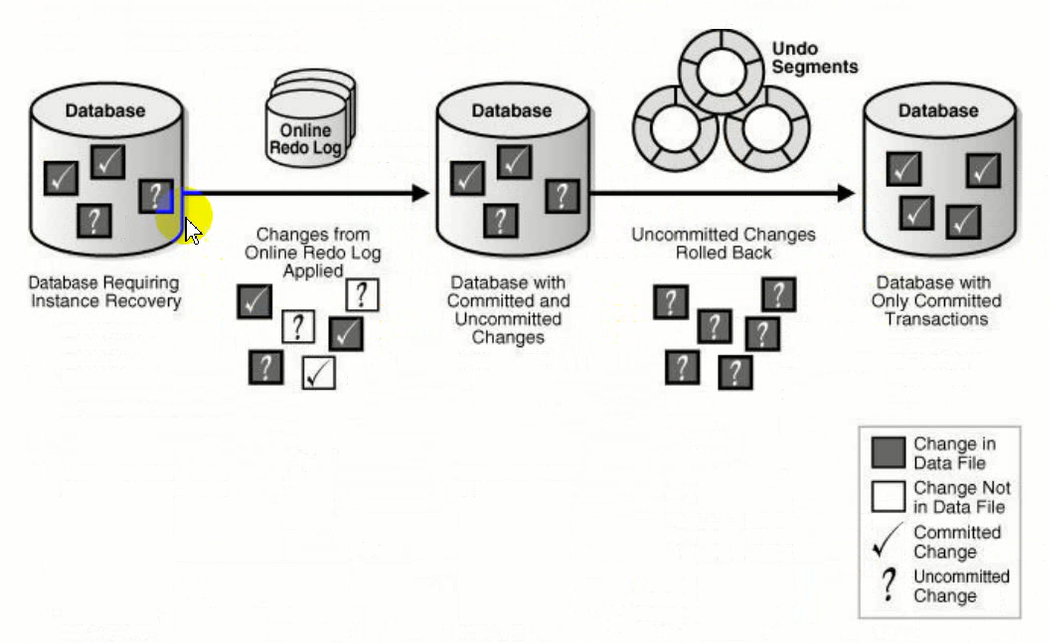 Database
Online
Redo Log
Database
Undo
Segments
Database
Changes from
Online Redo Log
Applied
Uncommitted Changes
Rolled Back
Database Requiring
Instance Recovery
Database with
Committed and
Uncommitted
Changes
Database with
Only Committed
Transactions
?
?
?
?
?
?
?
?
?
?
?
?
?
Change in
Data File
Change Not
in Data File
Committed
Change
?
Uncommitted
Change